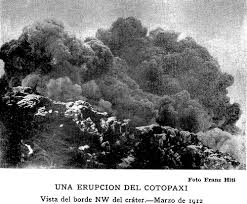 Foto Franz Hiti
UNA ERUPCION DEL COTOPAXI
Vista del borde NW del cráter.—Marzo de 1912